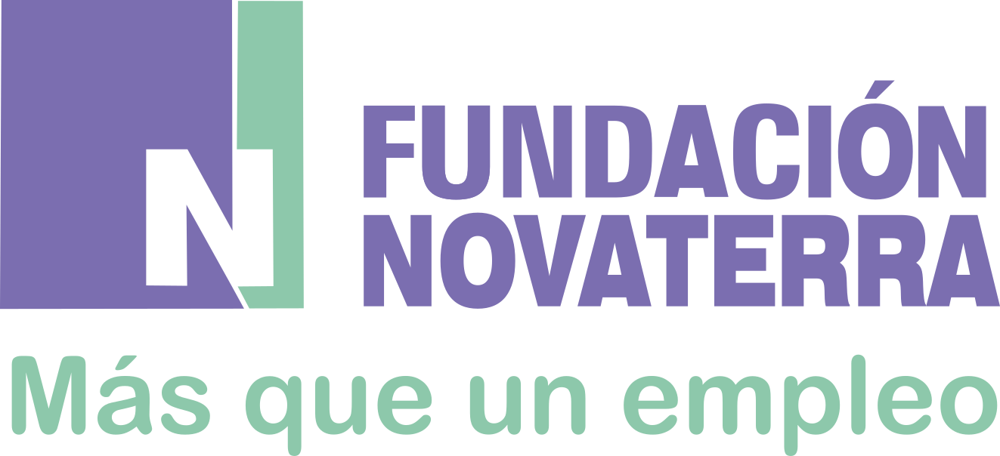 N
FUNDACIÓN
NOVATERRA
Más que un empleo